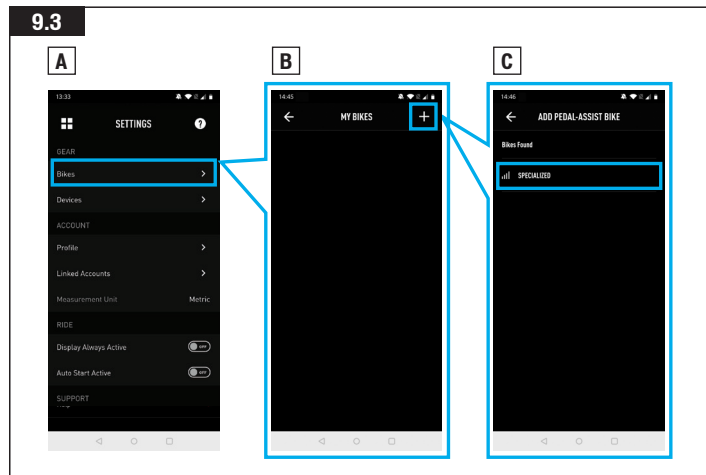 9.3
A
13:33
SETTINGS
?
GEAR
Bikes
Devices
ACCOUNT
Profile
Linked Accounts
Measurement Unit Metric
RIDE
Display Always Active OFF
Auto Start Active OFF
SUPPORT
B
14:45
MY BIKES
C
14:46
ADD PEDAL-ASSIST BIKE
Bikes Found
SPECIALIZED